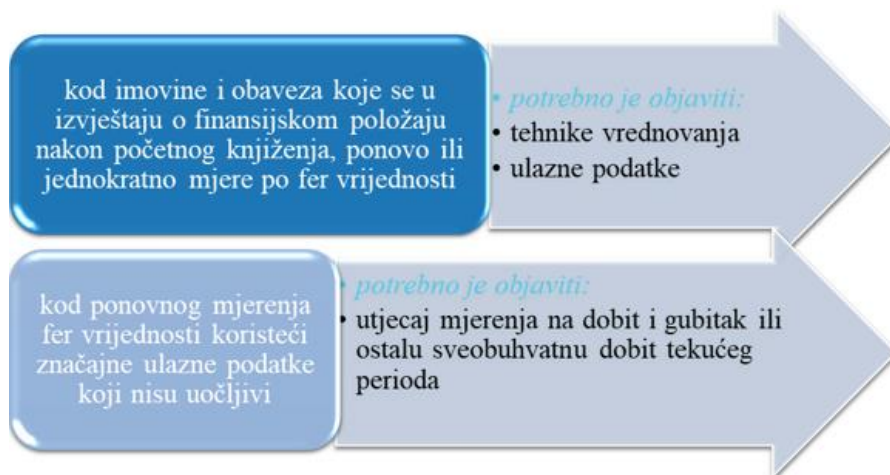 kod imovine i obaveza koje se u
izvještaju o finansijskom položaju
nakon početnog knjiženja, ponovo ili
jednokratno mjere po fer vrijednosti
• potrebno je objaviti:
• tehnike vrednovanja
• ulazne podatke
kod ponovnog mjerenja
fer vrijednosti koristeći
značajne ulazne podatke
koji nisu uočljivi
• potrebno je objaviti:
• utjecaj mjerenja na dobit i gubitak ili
ostalu sveobuhvatnu dobit tekućeg
perioda